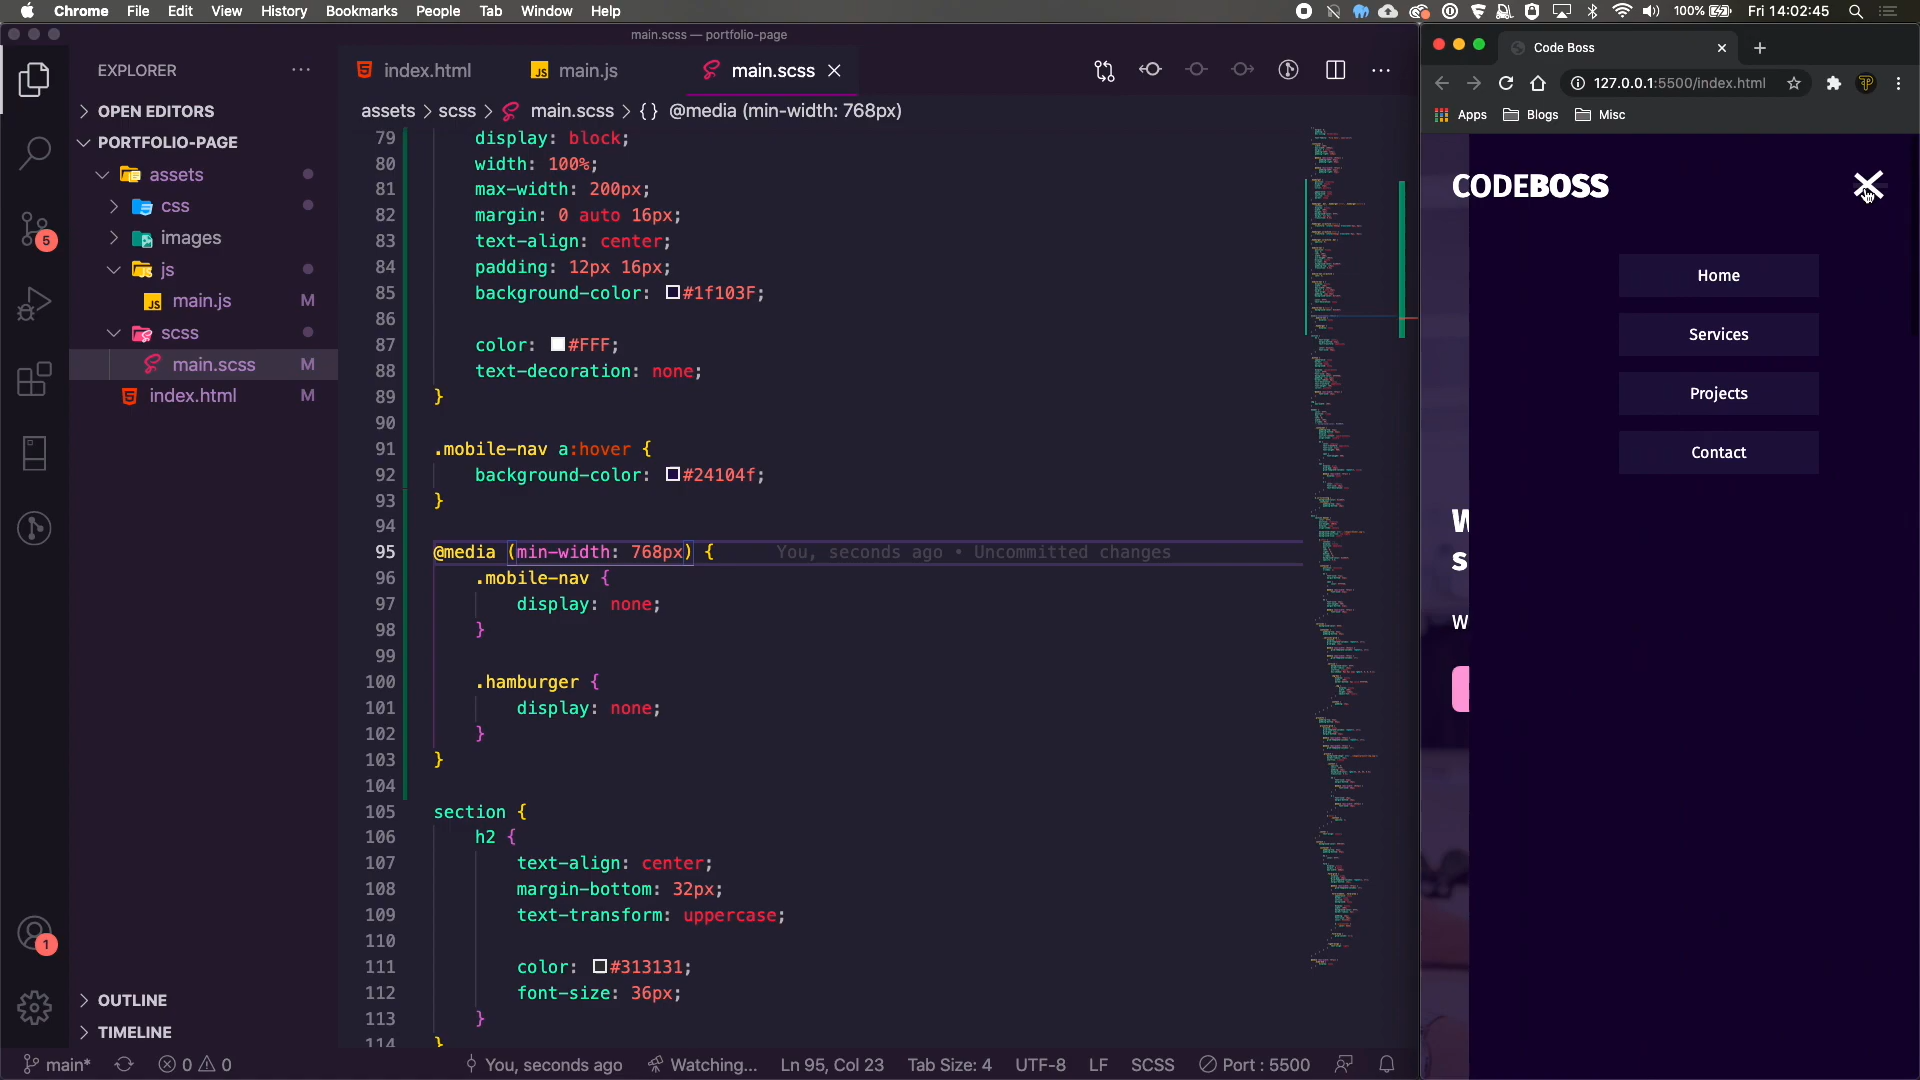 Chrome File Edit View History Bookmarks People Tab Window Help
100% Fri 14:02:45
main.scss — portfolio-page
EXPLORER
OPEN EDITORS
PORTFOLIO-PAGE
assets
css
images
js
JS main.js M
scss
main.scss M
index.html M
5
1
OUTLINE
TIMELINE
index.html JS main.js main.scss
assets > scss > main.scss > {} @media (min-width: 768px)
79 display: block;
80 width: 100%;
81 max-width: 200px;
82 margin: 0 auto 16px;
83 text-align: center;
84 padding: 12px 16px;
85 background-color: #1f103F;
86
87 color: #FFF;
88 text-decoration: none;
89 }
90
91 .mobile-nav a:hover {
92 background-color: #24104f;
93 }
94
95 @media (min-width: 768px) { You, seconds ago • Uncommitted changes
96 .mobile-nav {
97 display: none;
98 }
99
100 .hamburger {
101 display: none;
102 }
103 }
104
105 section {
106 h2 {
107 text-align: center;
108 margin-bottom: 32px;
109 text-transform: uppercase;
110
111 color: #313131;
112 font-size: 36px;
113 }
114 }
main* 0 0 You, seconds ago Watching... Ln 95, Col 23 Tab Size: 4 UTF-8 LF SCSS Port : 5500
Code Boss
127.0.0.1:5500/index.html
Apps Blogs Misc
CODEBOSS
Home
Services
Projects
Contact
W
s
W